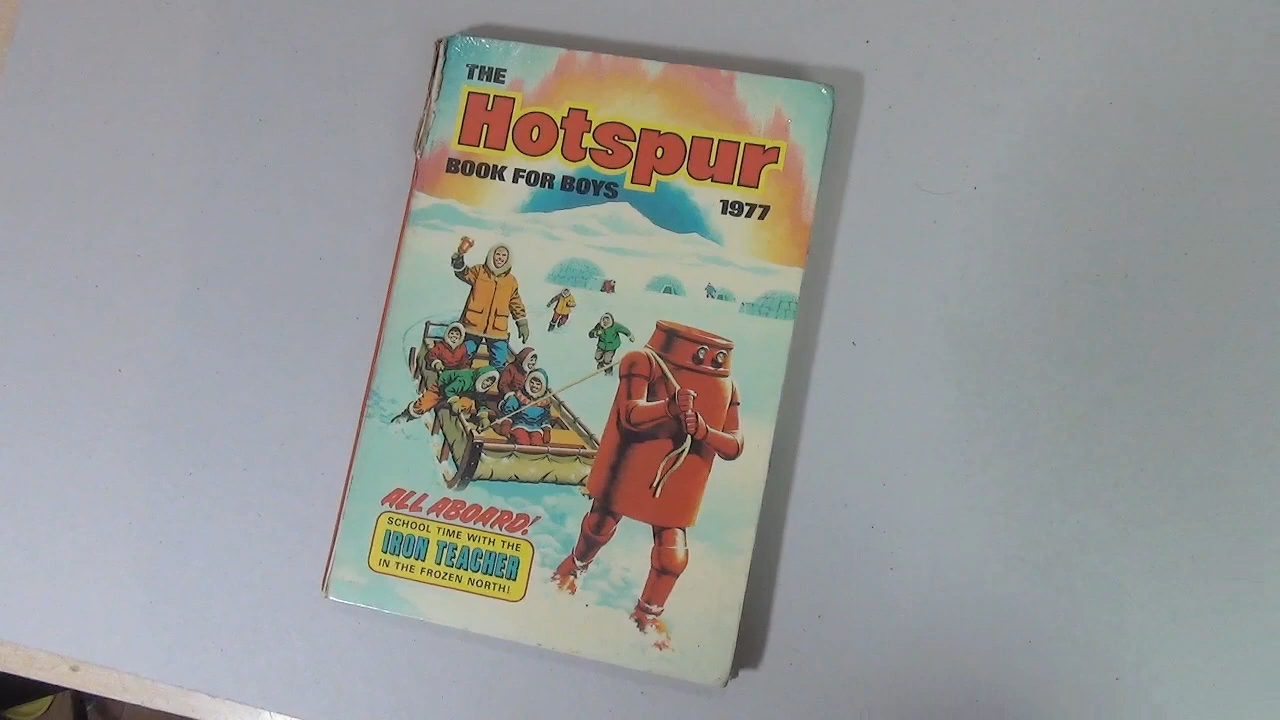 THE
Hotspur
BOOK FOR BOYS
1977
ALL ABOARD!
SCHOOL TIME WITH THE
IRON TEACHER
IN THE FROZEN NORTH!